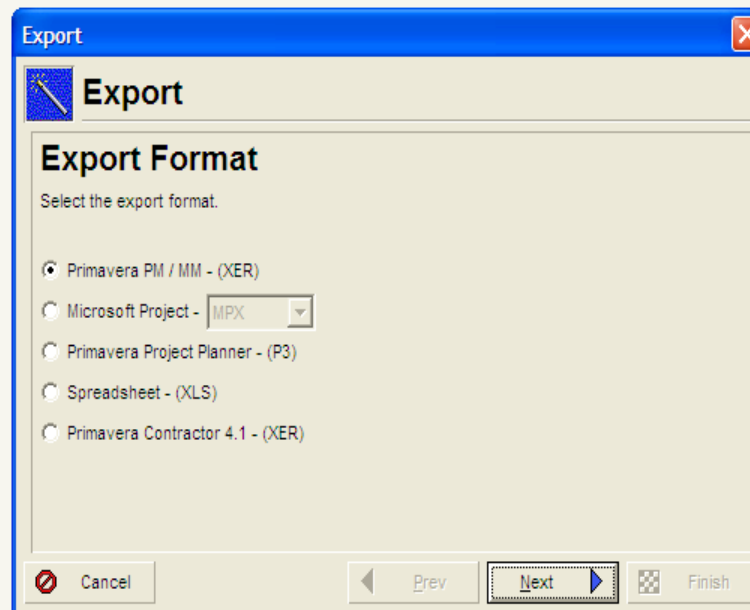 Export
Export
Export Format
Select the export format.
Primavera PM / MM - (XER)
Microsoft Project - MPX
Primavera Project Planner - (P3)
Spreadsheet - (XLS)
Primavera Contractor 4.1 - (XER)
Cancel Prev Next Finish